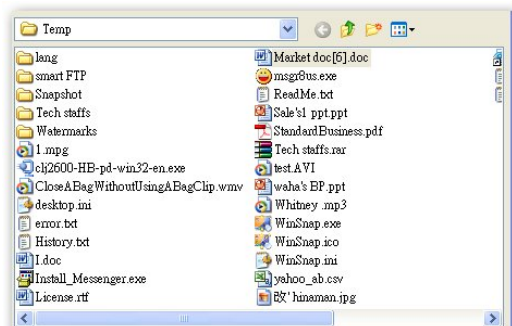 Temp
lang
smart FTP
Snapshot
Tech staffs
Watermarks
1.mpg
clj2600-HB-pd-win32-en.exe
CloseABagWithoutUsingABagClip.wmv
desktop.ini
error.txt
History.txt
I.doc
Install_Messenger.exe
License.rtf
Market doc[6].doc
msgr8us.exe
ReadMe.txt
Sale's1 ppt.ppt
StandardBusiness.pdf
Tech staffs.rar
test.AVI
waha's BP.ppt
Whitney .mp3
WinSnap.exe
WinSnap.ico
WinSnap.ini
yahoo_ab.csv
改'hinaman.jpg